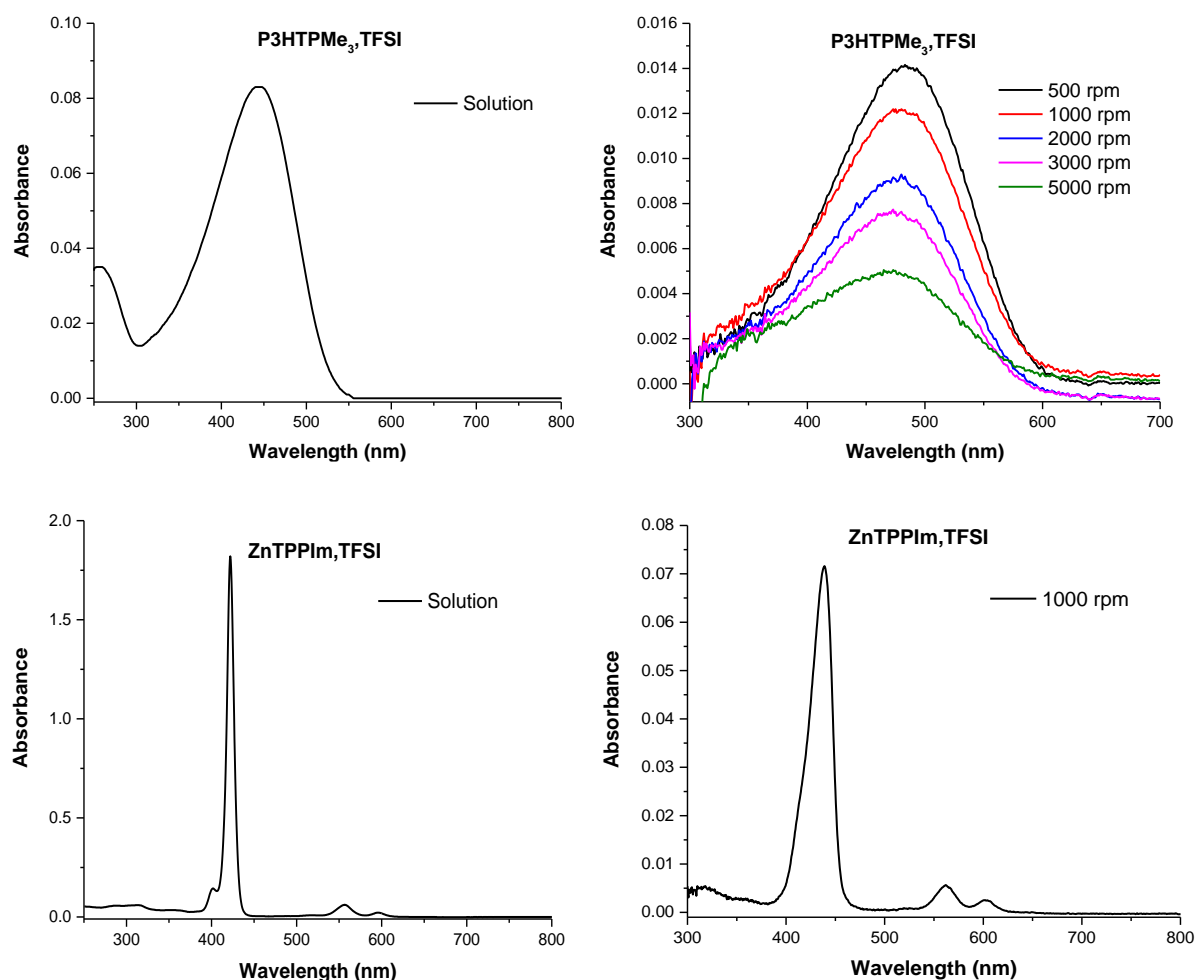 P3HTPMe3,TFSI
Solution
Absorbance
0.10
0.08
0.06
0.04
0.02
0.00
300 400 500 600 700 800
Wavelength (nm)
P3HTPMe3,TFSI
500 rpm
1000 rpm
2000 rpm
3000 rpm
5000 rpm
Absorbance
0.016
0.014
0.012
0.010
0.008
0.006
0.004
0.002
0.000
300 400 500 600 700
Wavelength (nm)
ZnTPPIm,TFSI
Solution
Absorbance
2.0
1.5
1.0
0.5
0.0
300 400 500 600 700 800
Wavelength (nm)
ZnTPPIm,TFSI
1000 rpm
Absorbance
0.08
0.07
0.06
0.05
0.04
0.03
0.02
0.01
0.00
300 400 500 600 700 800
Wavelength (nm)